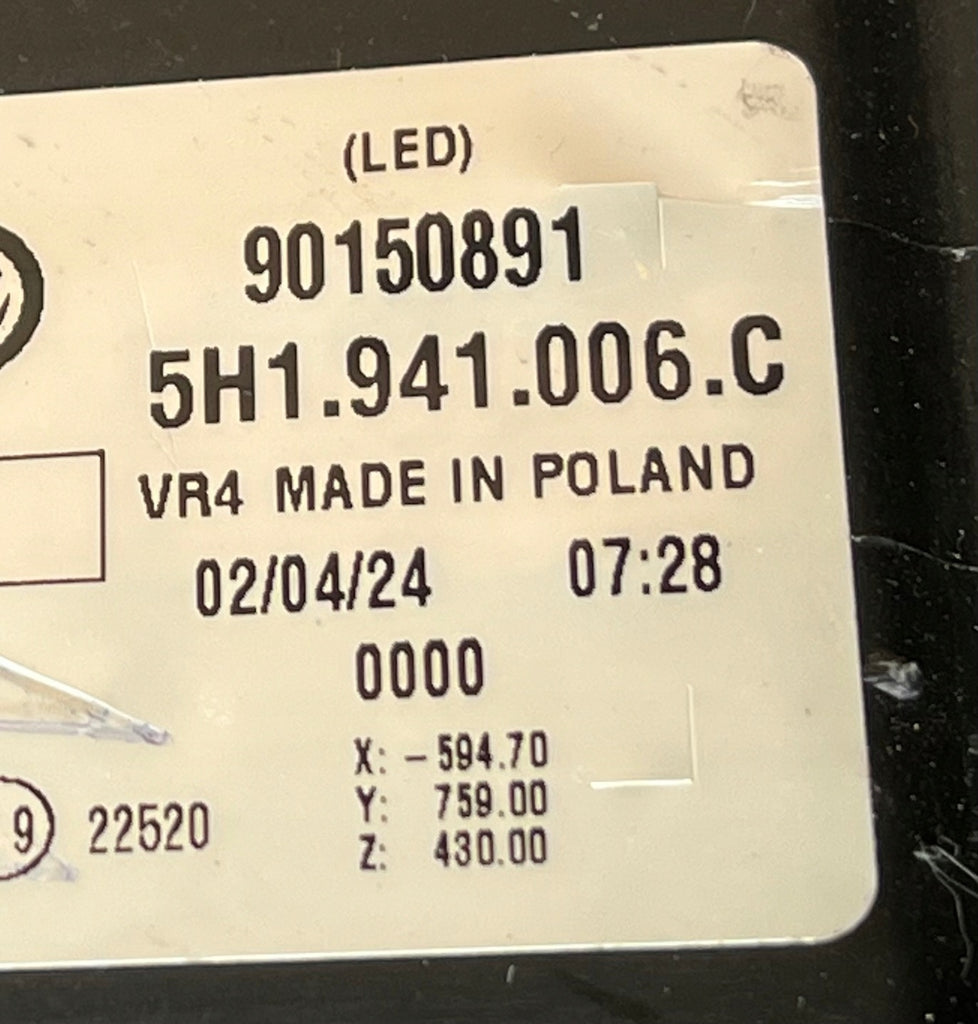 (LED)
90150891
5H1.941.006.C
VR4 MADE IN POLAND
02/04/24 07:28
0000
X: -594.70
Y: 759.00
Z: 430.00
9 22520